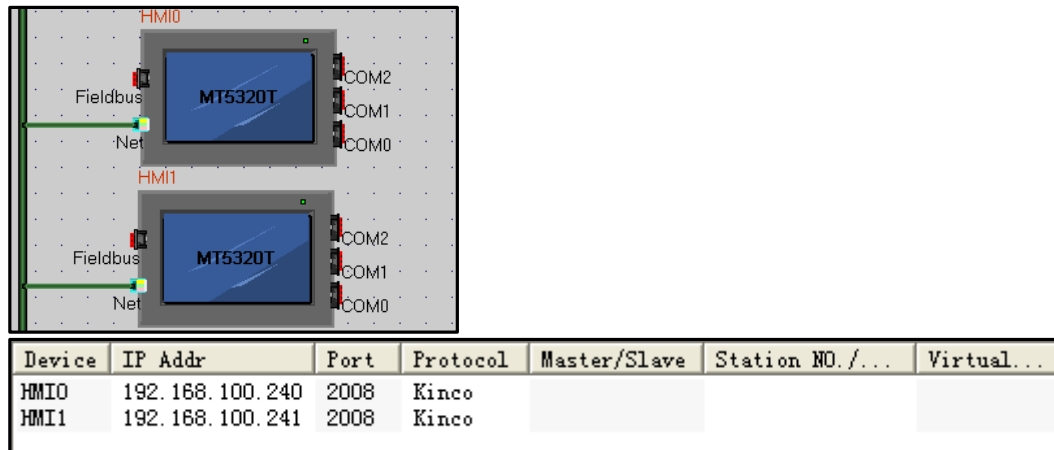 HMI0
MT5320T
COM2
Fieldbus
COM1
Net
COM0
HMI1
MT5320T
COM2
Fieldbus
COM1
Net
COM0
Device IP Addr Port Protocol Master/Slave Station NO./... Virtual...
HMI0 192.168.100.240 2008 Kinco
HMI1 192.168.100.241 2008 Kinco